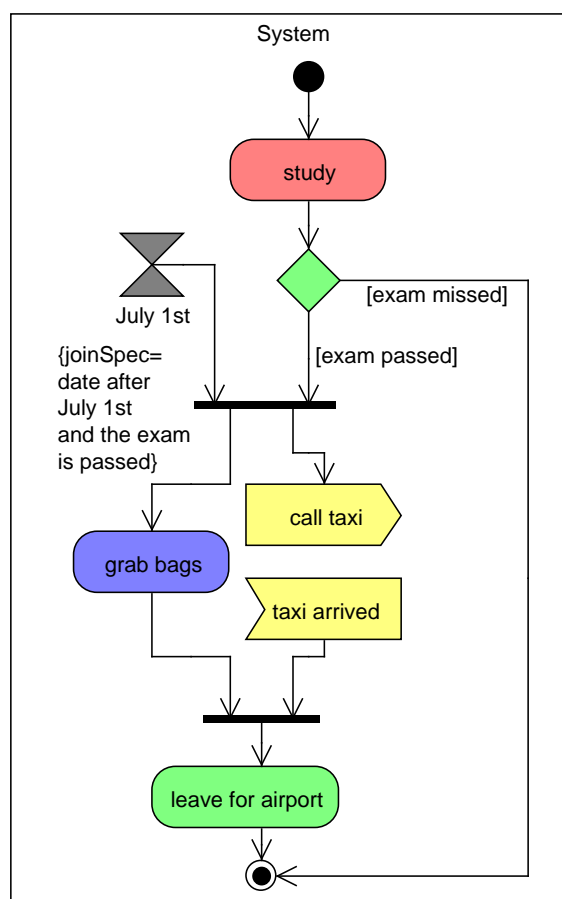 System
study
[exam missed]
July 1st
[exam passed]
{joinSpec=
date after
July 1st
and the exam
is passed}
call taxi
grab bags
taxi arrived
leave for airport